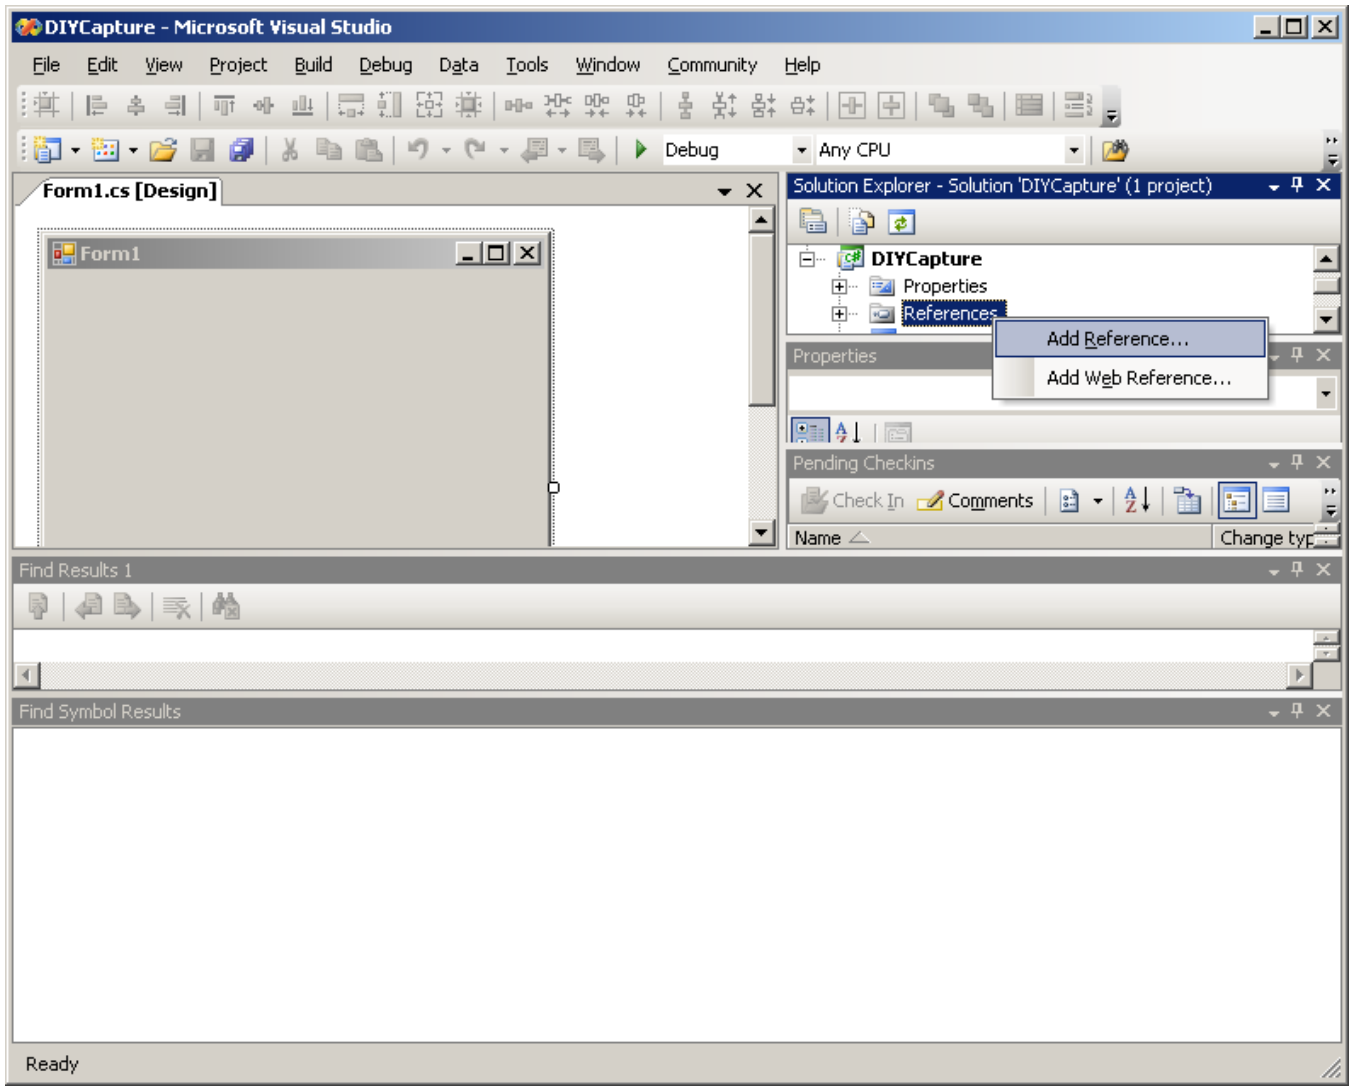 DIYCapture - Microsoft Visual Studio
File Edit View Project Build Debug Data Tools Window Community Help
Debug Any CPU
Form1.cs [Design]
Form1
Solution Explorer - Solution 'DIYCapture' (1 project)
DIYCapture
Properties
References
Add Reference...
Add Web Reference...
Properties
Pending Checkins
Check In Comments
Name Change typ
Find Results 1
Find Symbol Results
Ready